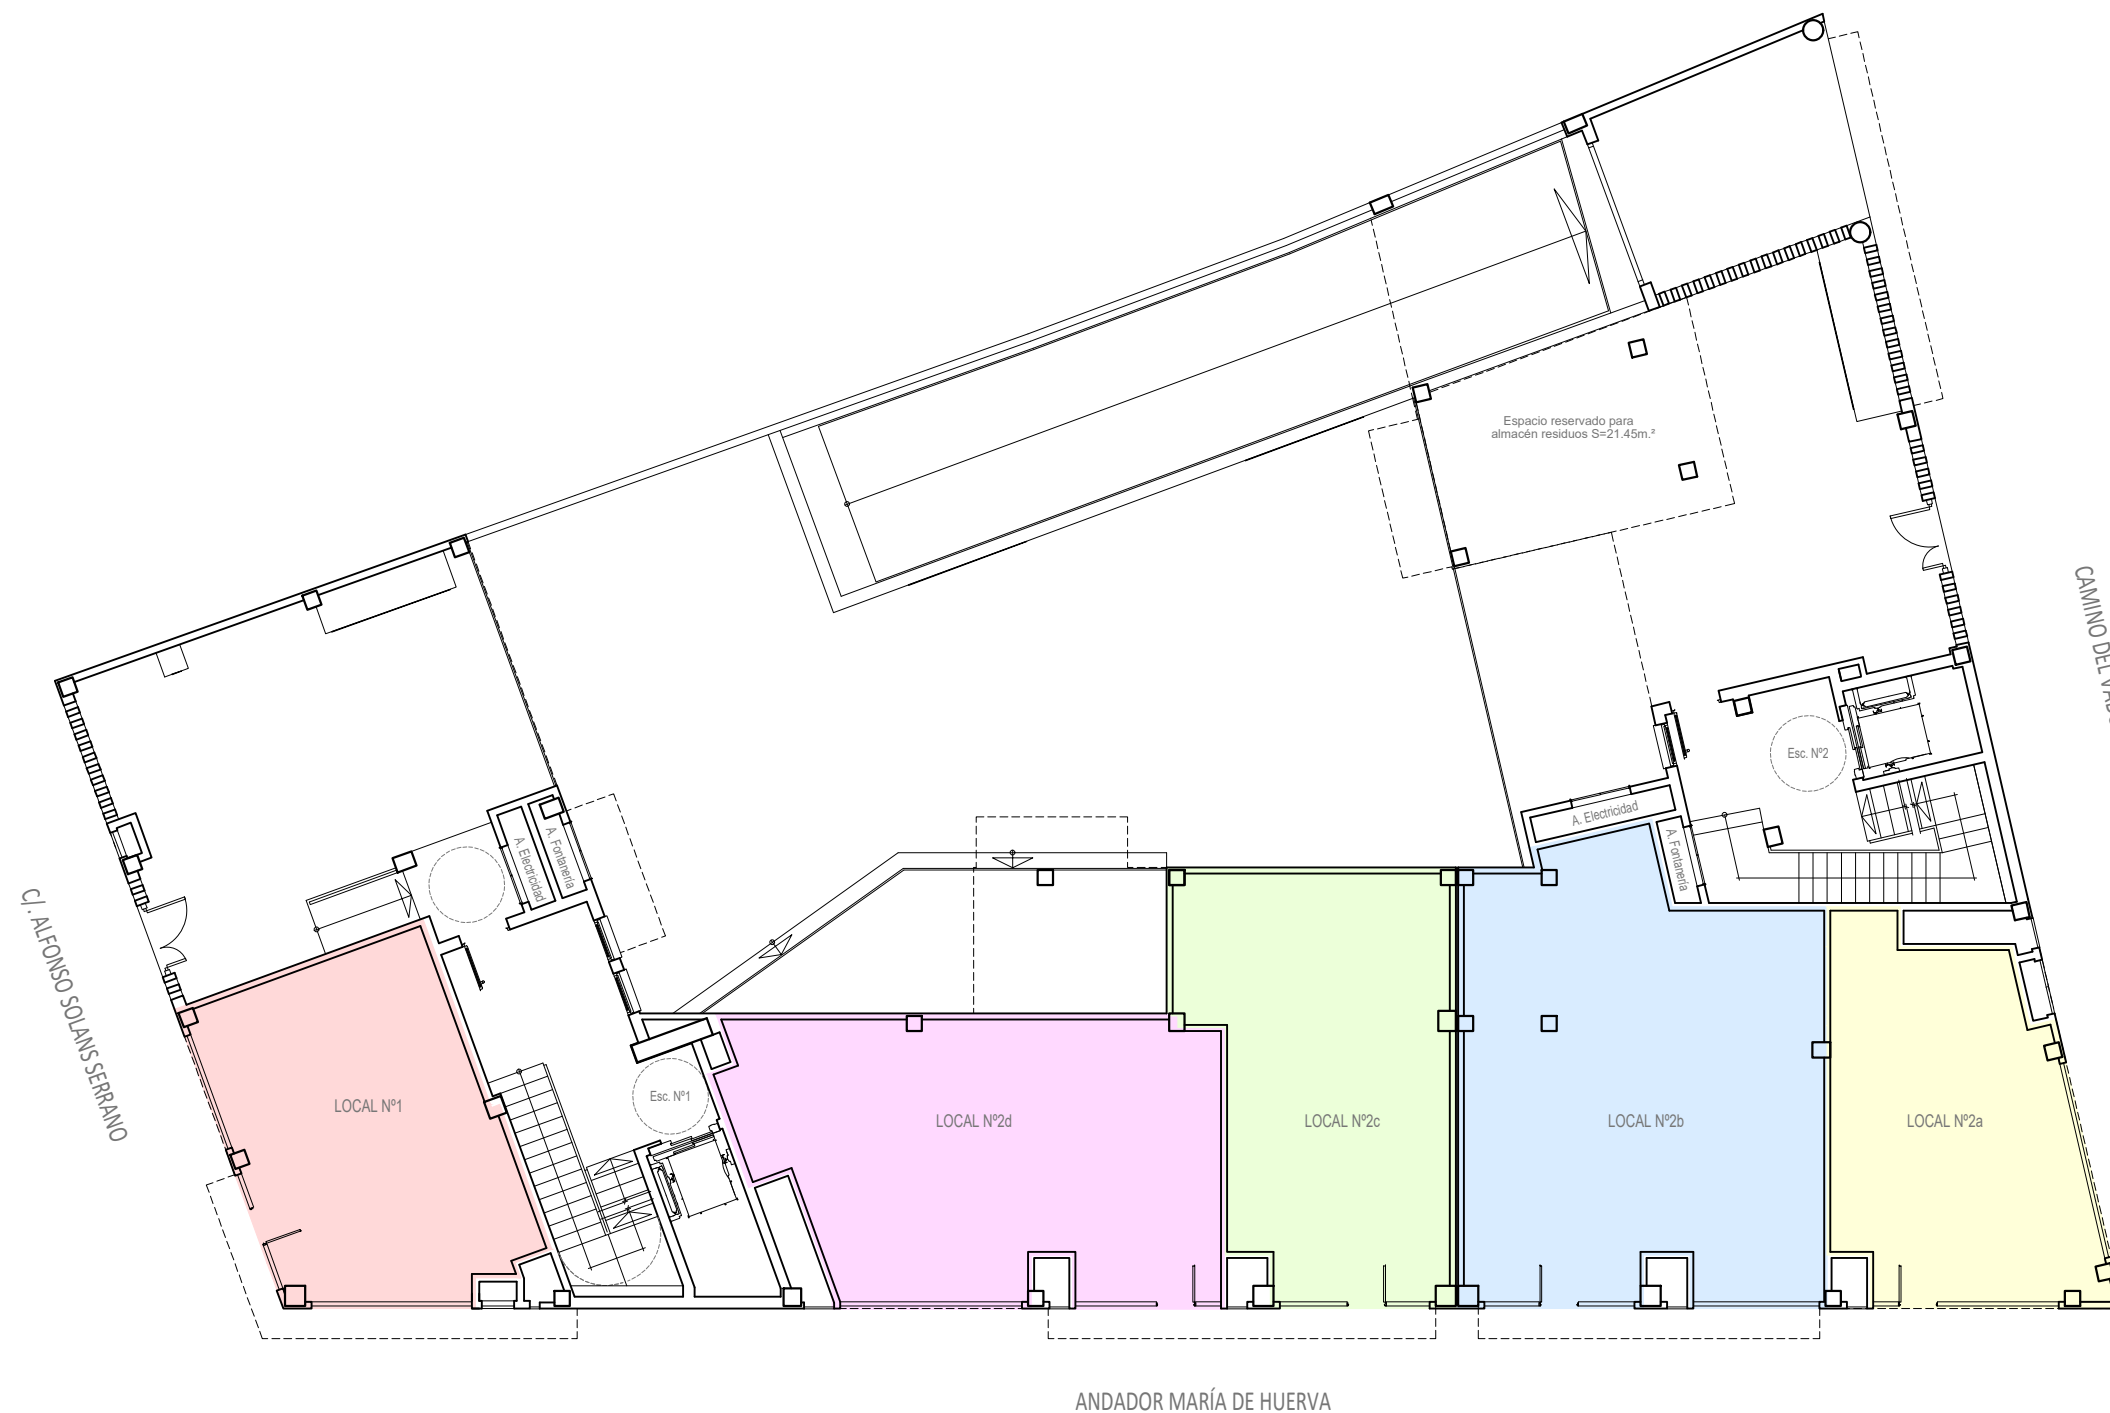 Espacio reservado para
almacén residuos S=21.45m.²
CAMINO DEL
Esc. Nº2
A. Electricidad
A. Fontanería
A. Electricidad
A. Fontanería
C/. ALFONSO SOLANS SERRANO
LOCAL Nº1
Esc. Nº1
LOCAL Nº2d
LOCAL Nº2c
LOCAL Nº2b
LOCAL Nº2a
ANDADOR MARÍA DE HUERVA